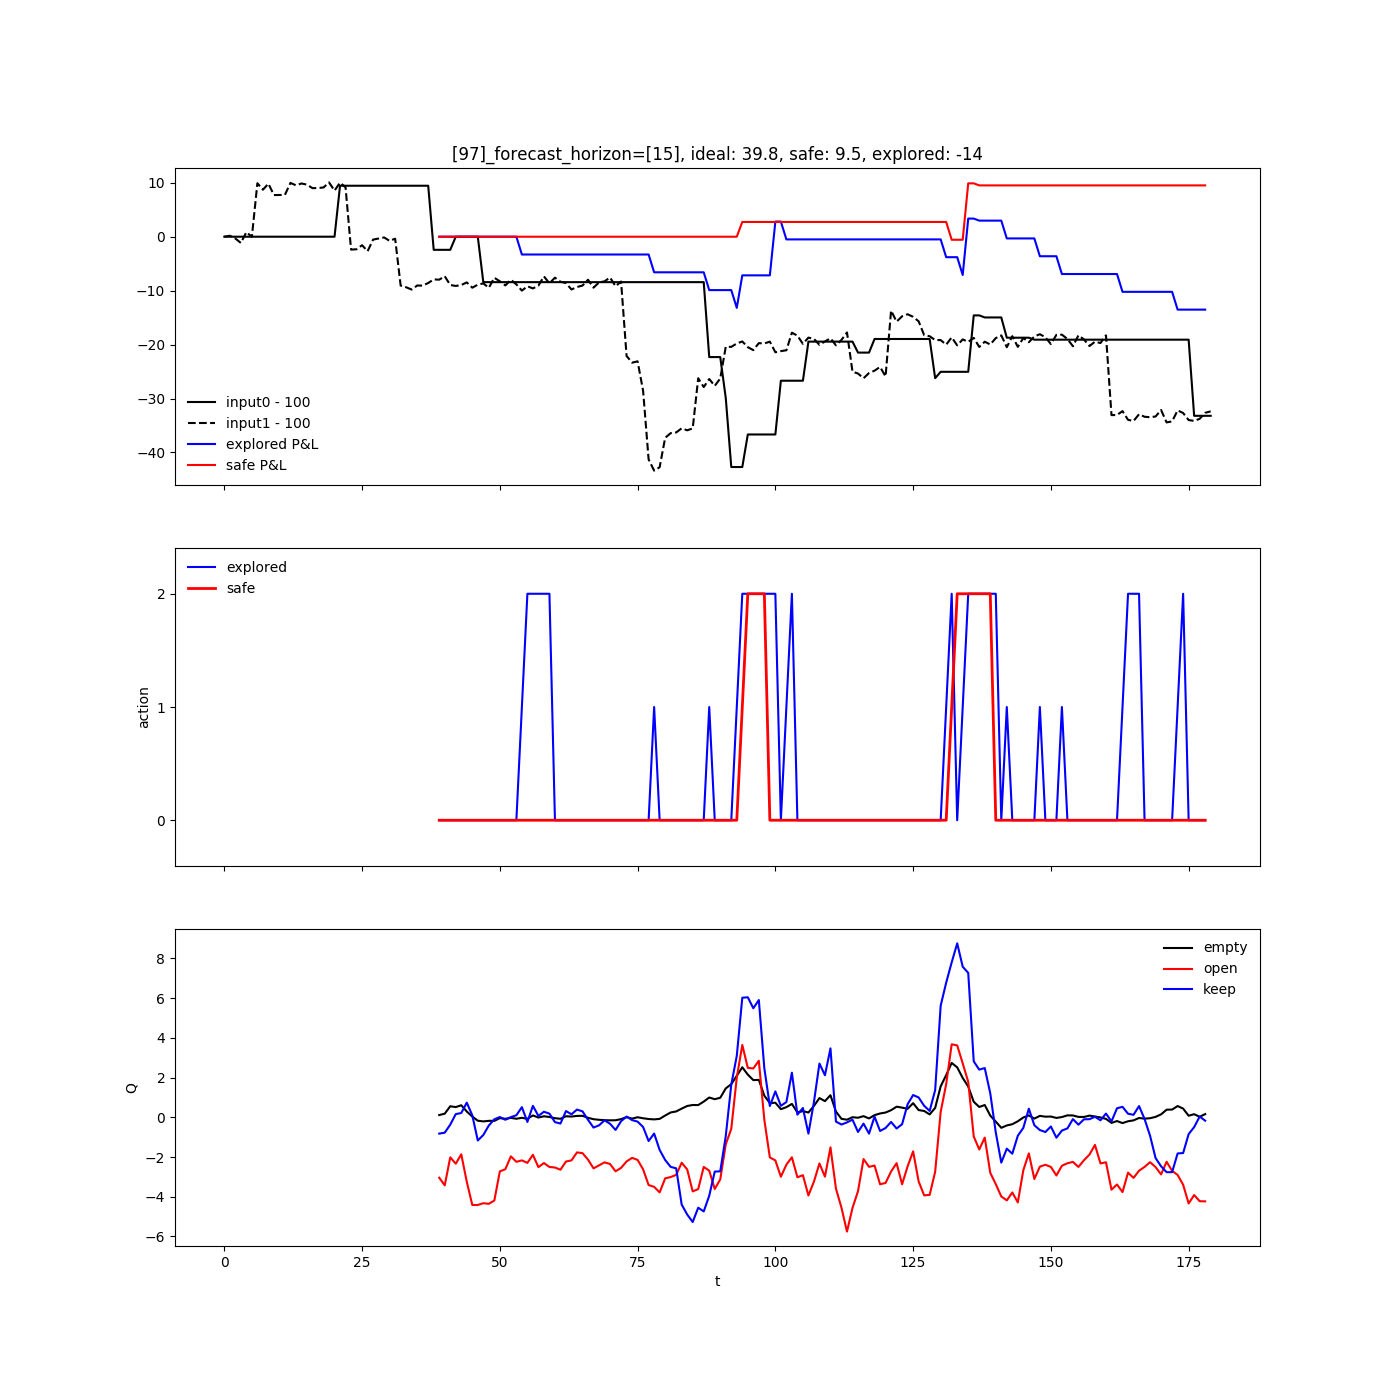 [97]_forecast_horizon=[15], ideal: 39.8, safe: 9.5, explored: -14
10
0
−10
−20
−30
−40
input0 - 100
input1 - 100
explored P&L
safe P&L
explored
safe
2
1
0
action
empty
open
keep
8
6
4
2
0
−2
−4
−6
Q
0 25 50 75 100 125 150 175
t